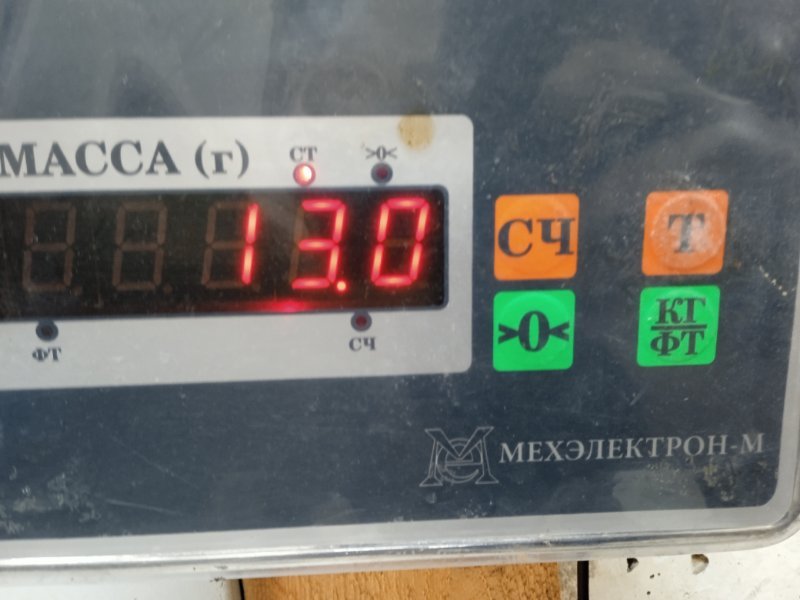 МАССА (г)
СТ
>0<
13.0
ФТ
СЧ
СЧ
Т
>0<
КГ
ФТ
МЕХЭЛЕКТРОН-М